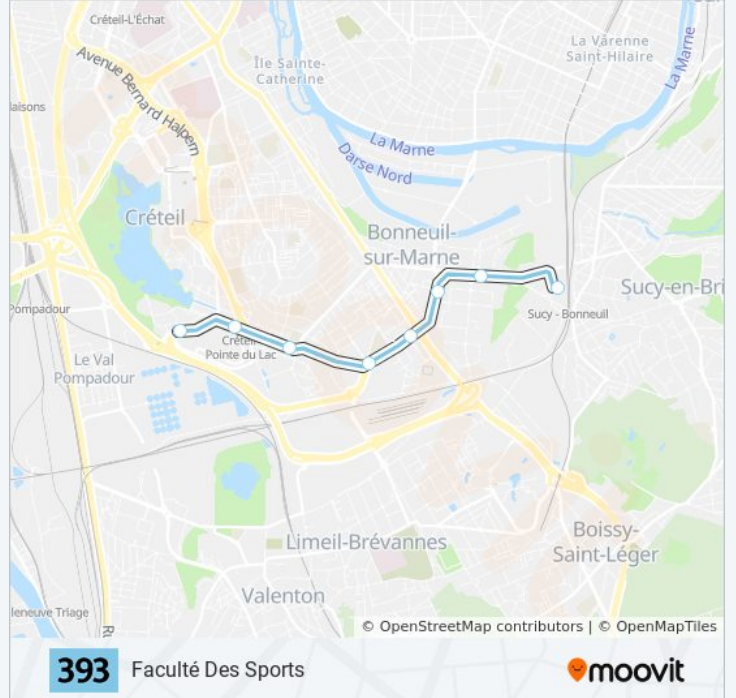 Créteil-L'Échat
La Varenne
Saint-Hilaire
La Marne
Île Sainte-
Catherine
Avenue Bernard Halpern
La Marne
Darse Nord
Créteil
Bonneuil-
sur-Marne
Sucy-en-Bri
Pompadour
Sucy - Bonneuil
Créteil
Pointe du Lac
Le Val
Pompadour
Boissy-
Saint-Léger
Limeil-Brévannes
Valenton
leneuve Triage
© OpenStreetMap contributors | © OpenMapTiles
393 Faculté Des Sports
moovit